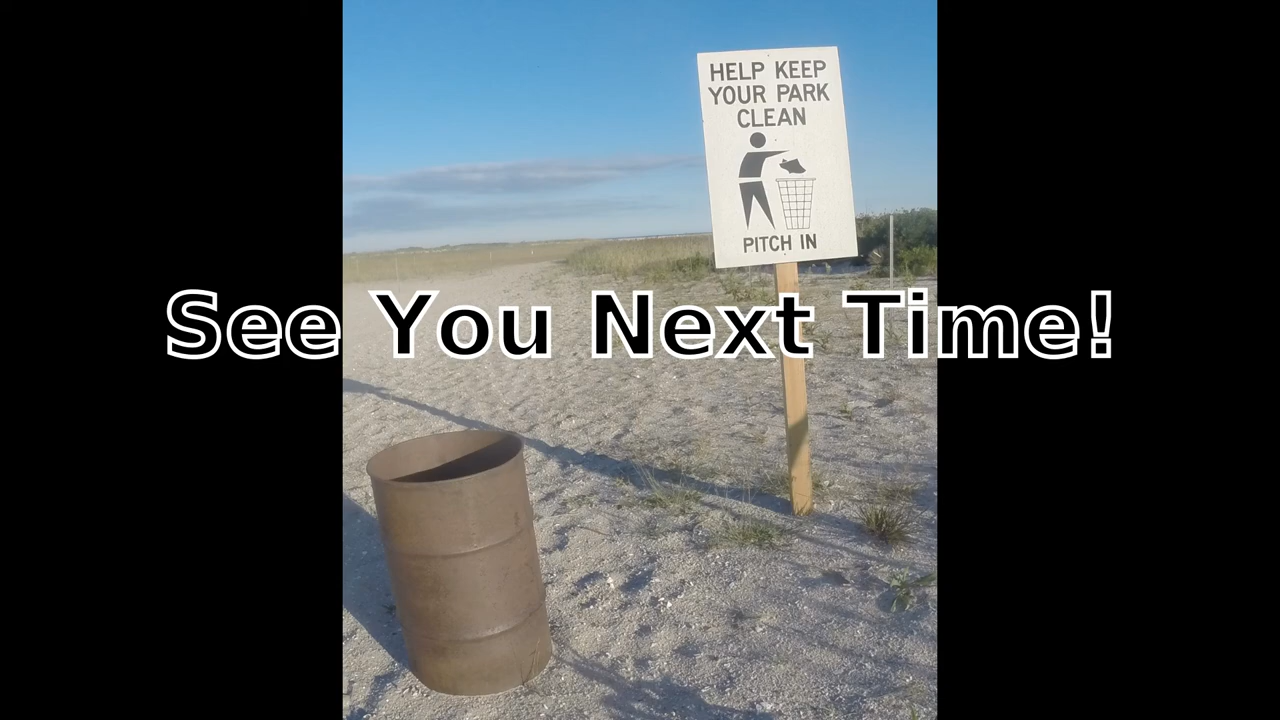 HELP KEEP
YOUR PARK
CLEAN
PITCH IN
See You Next Time!